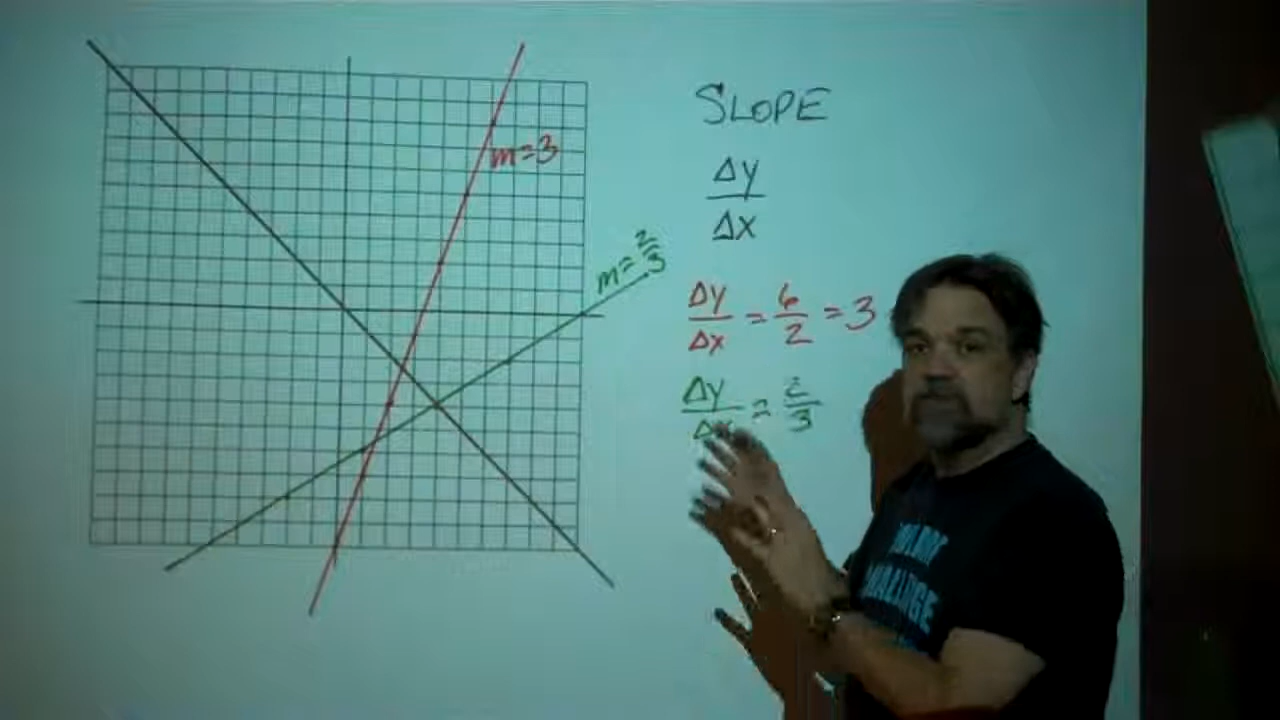 m=3
m=2/3
SLOPE
Δy/Δx
Δy/Δx = 6/2 = 3
Δy/Δx = 2/3